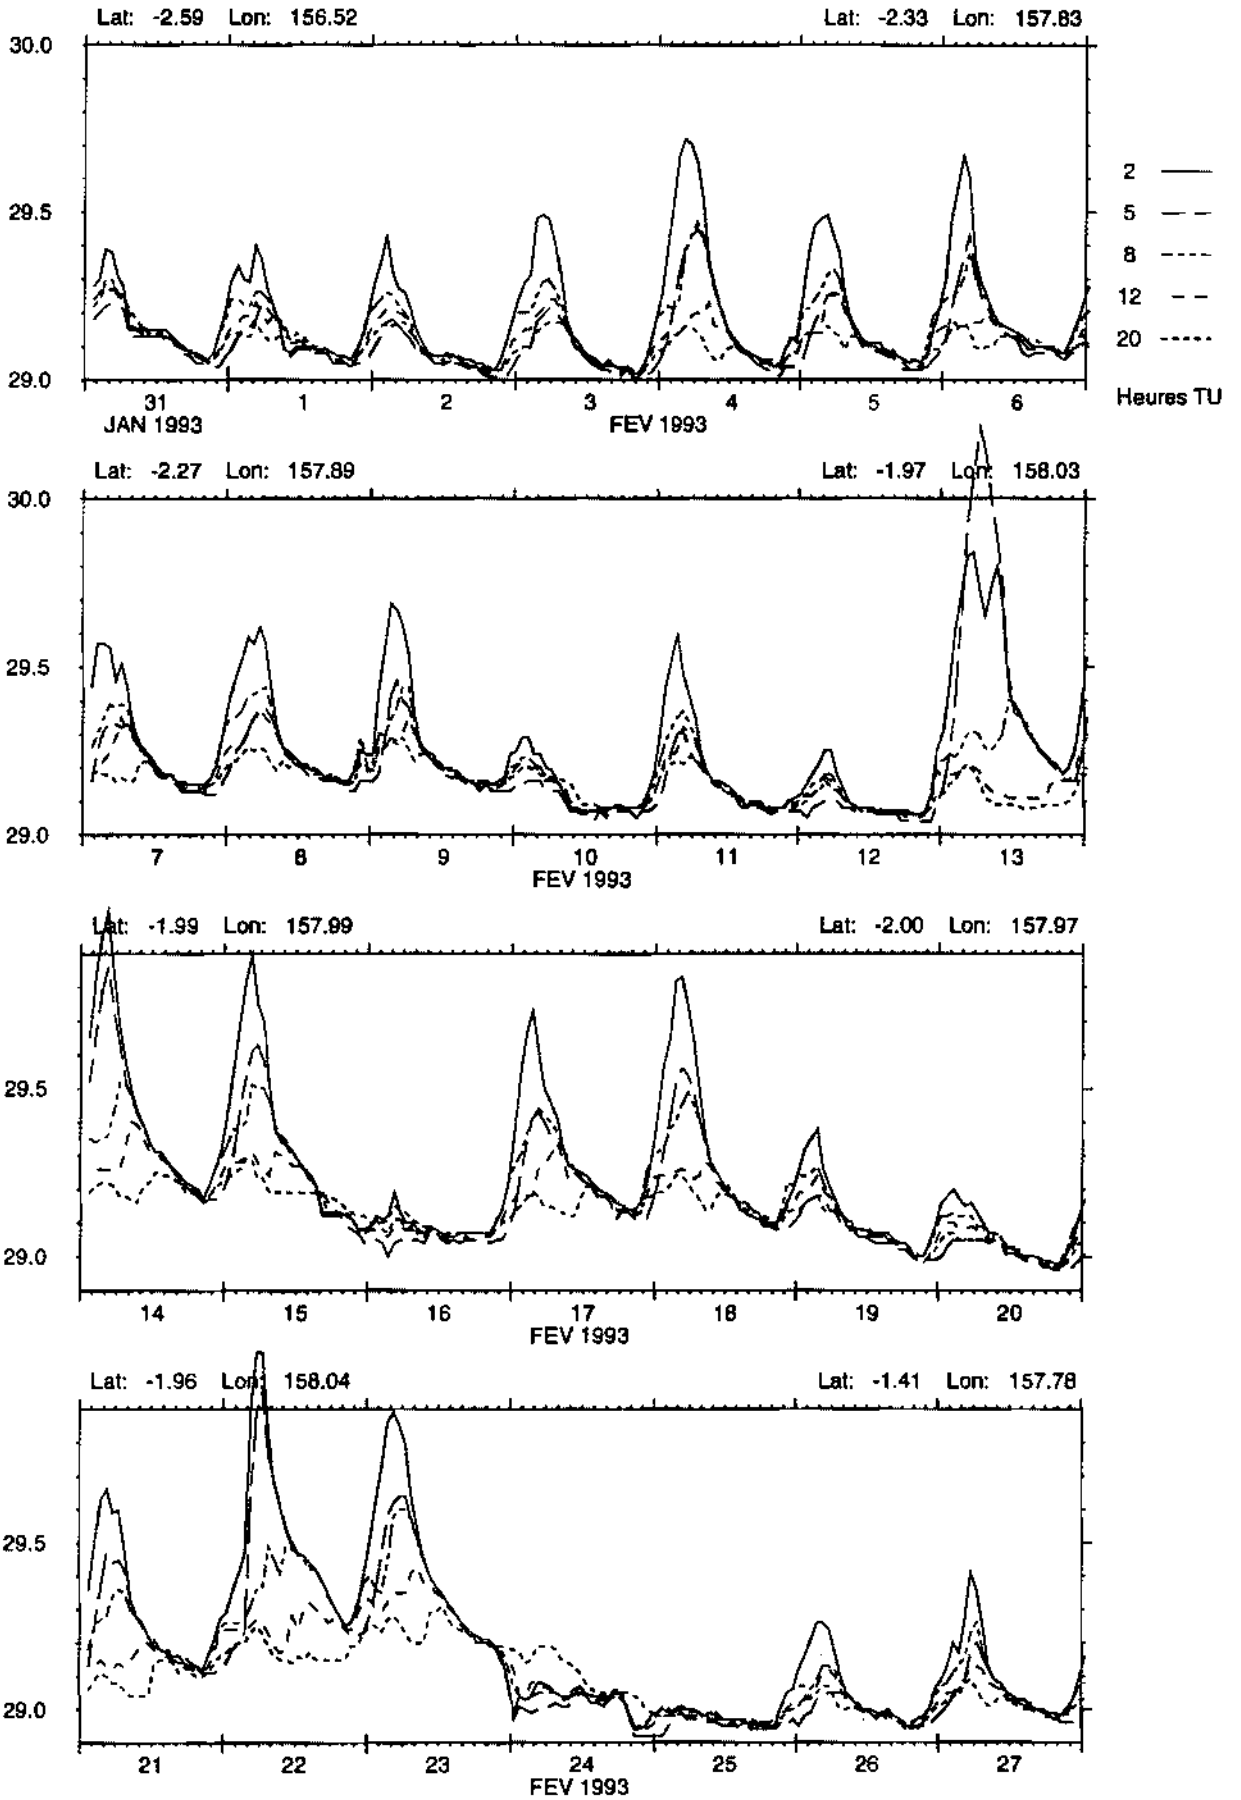 Lat: -2.59 Lon: 156.52 Lat: -2.33 Lon: 157.83
30.0
29.5
29.0
2
5
8
12
20
Heures TU
31 1 2 3 4 5 6
JAN 1993 FEV 1993
Lat: -2.27 Lon: 157.89 Lat: -1.97 Lon: 158.03
30.0
29.5
29.0
7 8 9 10 11 12 13
FEV 1993
Lat: -1.99 Lon: 157.99 Lat: -2.00 Lon: 157.97
29.5
29.0
14 15 16 17 18 19 20
FEV 1993
Lat: -1.96 Lon: 158.04 Lat: -1.41 Lon: 157.78
29.5
29.0
21 22 23 24 25 26 27
FEV 1993